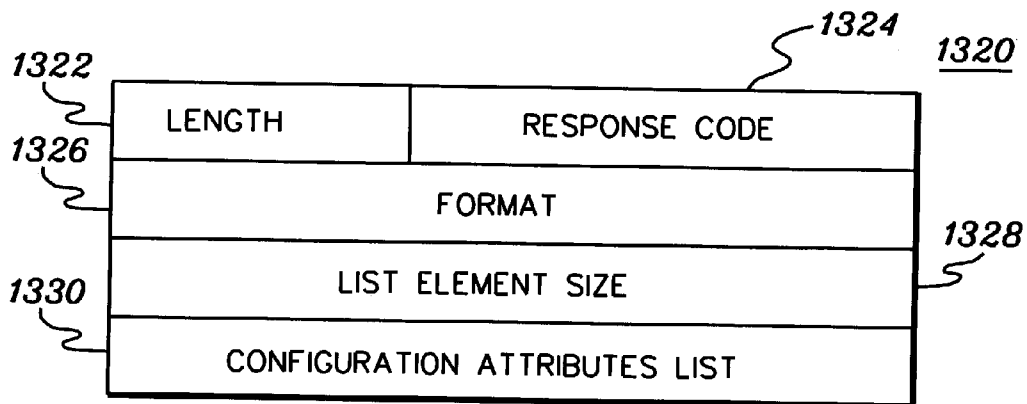 1324
1320
1322
LENGTH
RESPONSE CODE
1326
FORMAT
1328
LIST ELEMENT SIZE
1330
CONFIGURATION ATTRIBUTES LIST